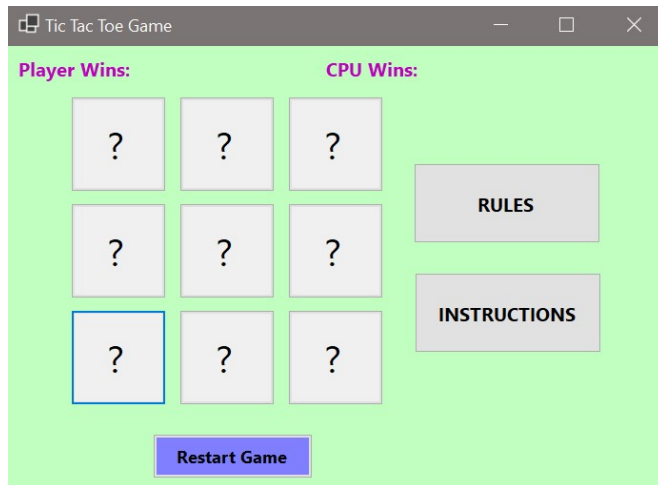 Tic Tac Toe Game
Player Wins: CPU Wins:
? ? ?
RULES
? ? ?
INSTRUCTIONS
? ? ?
Restart Game